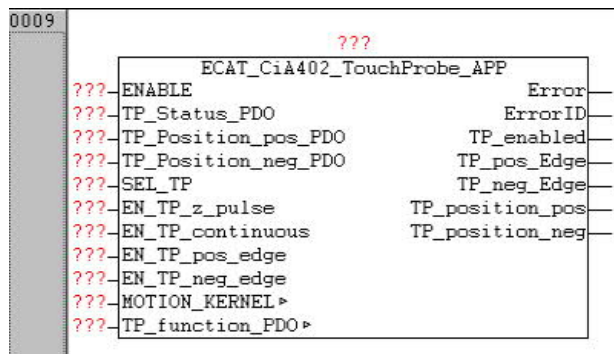 0009
???
ECAT_CiA402_TouchProbe_APP
??? ENABLE Error
??? TP_Status_PDO ErrorID
??? TP_Position_pos_PDO TP_enabled
??? TP_Position_neg_PDO TP_pos_Edge
??? SEL_TP TP_neg_Edge
??? EN_TP_z_pulse TP_position_pos
??? EN_TP_continuous TP_position_neg
??? EN_TP_pos_edge
??? EN_TP_neg_edge
??? MOTION_KERNEL▹
??? TP_function_PDO▹